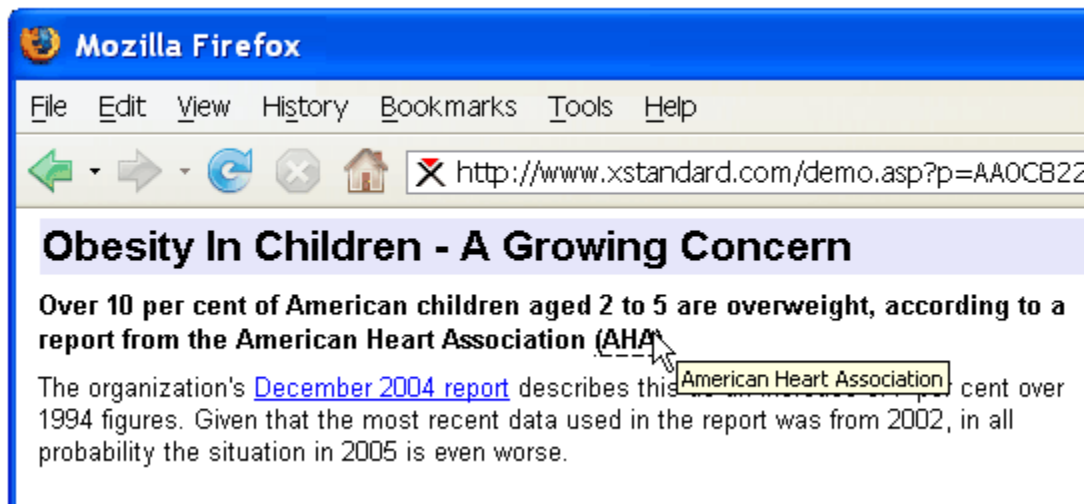 Mozilla Firefox
File Edit View History Bookmarks Tools Help
http://www.xstandard.com/demo.asp?p=AA0CB22
Obesity In Children - A Growing Concern
Over 10 per cent of American children aged 2 to 5 are overweight, according to a
report from the American Heart Association (AHA)
American Heart Association
The organization's December 2004 report describes this cent over
1994 figures. Given that the most recent data used in the report was from 2002, in all
probability the situation in 2005 is even worse.